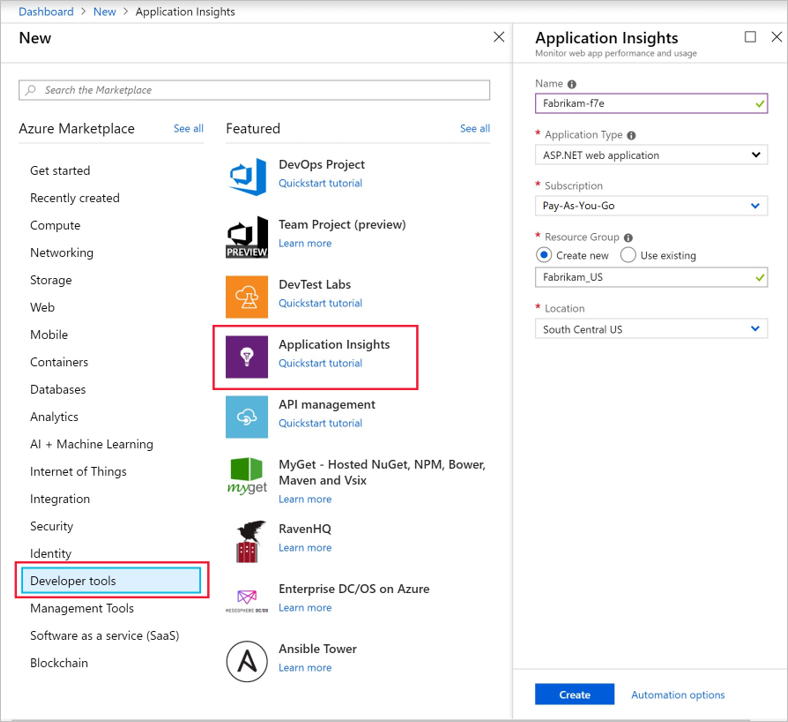 Dashboard > New > Application Insights
New
Search the Marketplace
Azure Marketplace See all
Get started
Recently created
Compute
Networking
Storage
Web
Mobile
Containers
Databases
Analytics
AI + Machine Learning
Internet of Things
Integration
Security
Identity
Developer tools
Management Tools
Software as a service (SaaS)
Blockchain
Featured See all
DevOps Project
Quickstart tutorial
PREVIEW
Team Project (preview)
Learn more
DevTest Labs
Quickstart tutorial
Application Insights
Quickstart tutorial
API management
Quickstart tutorial
myget
MyGet - Hosted NuGet, NPM, Bower,
Maven and Vsix
Learn more
RavenHQ
Learn more
MESOSPHERE DC/OS
Enterprise DC/OS on Azure
Learn more
Ansible Tower
Learn more
Application Insights
Monitor web app performance and usage
Name
Fabrikam-f7e
* Application Type
ASP.NET web application
* Subscription
Pay-As-You-Go
* Resource Group
Create new Use existing
Fabrikam_US
* Location
South Central US
Create Automation options